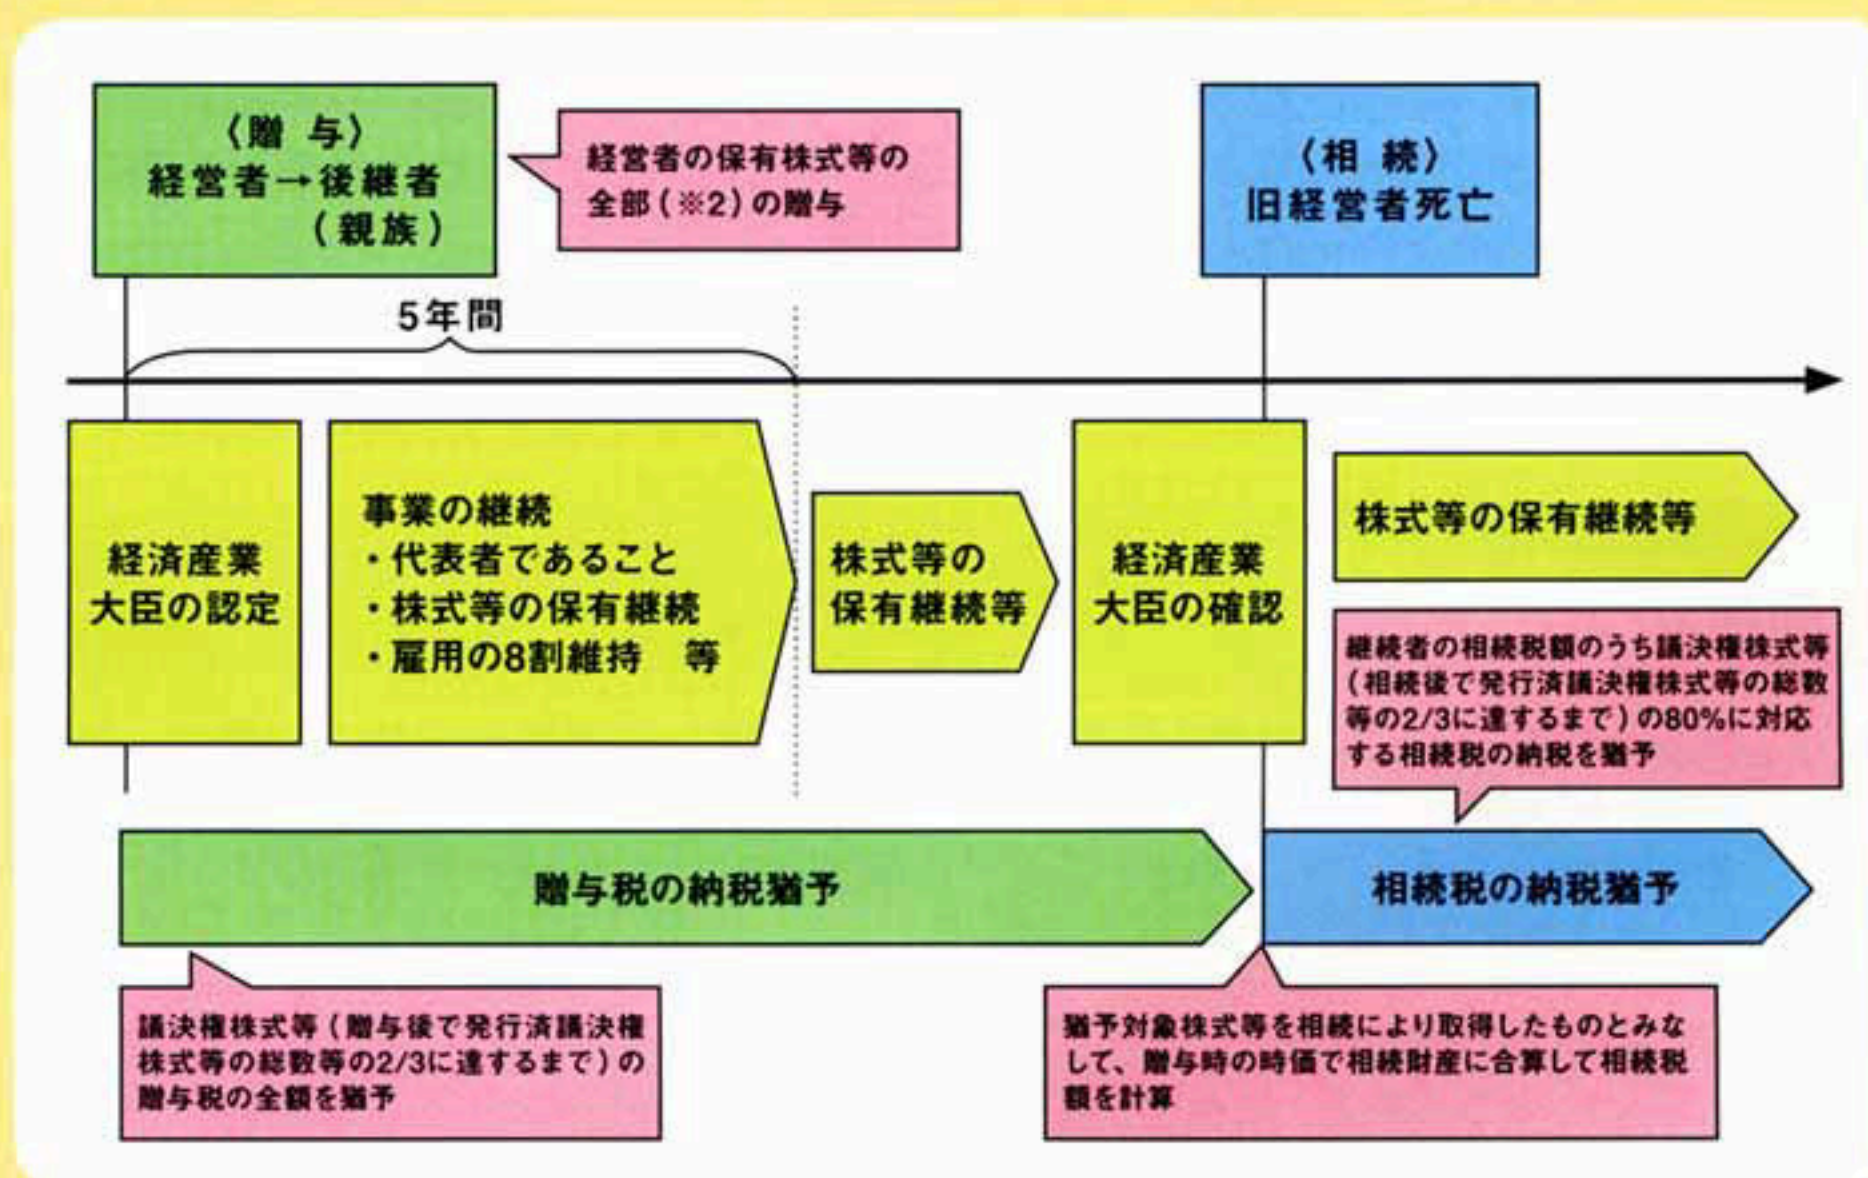 〈贈 与〉
経営者→後継者
(親族)
経営者の保有株式等の
全部(※2)の贈与
〈相 続〉
旧経営者死亡
5年間
経済産業
大臣の認定
事業の継続
・代表者であること
・株式等の保有継続
・雇用の8割維持 等
株式等の
保有継続等
経済産業
大臣の確認
株式等の保有継続等
継続者の相続税額のうち議決権株式等
(相続後で発行済議決権株式等の総数
等の2/3に達するまで)の80%に対応
する相続税の納税を猶予
贈与税の納税猶予
相続税の納税猶予
議決権株式等(贈与後で発行済議決権
株式等の総数等の2/3に達するまで)の
贈与税の全額を猶予
猶予対象株式等を相続により取得したものとみな
して、贈与時の時価で相続財産に合算して相続税
額を計算